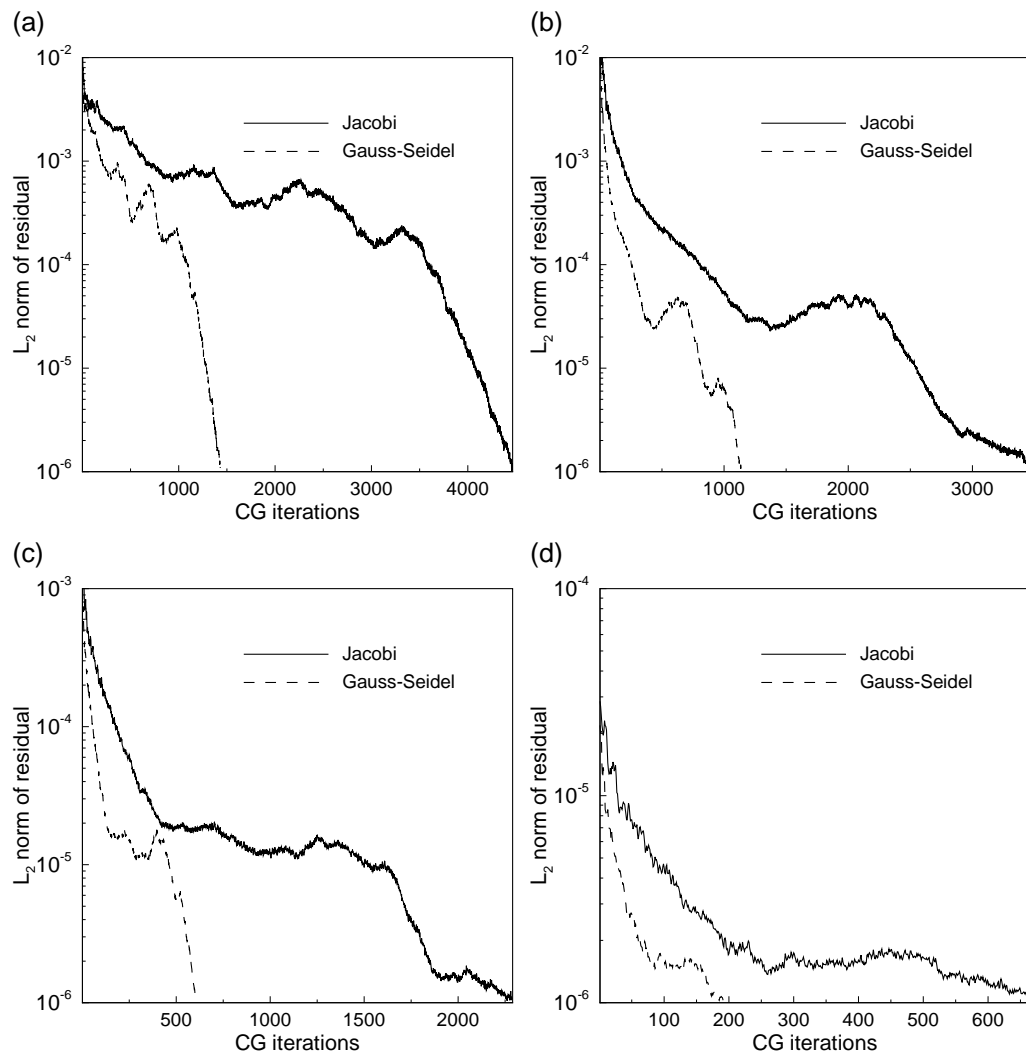 (a)
10^-2
10^-3
10^-4
10^-5
10^-6
L_2 norm of residual
Jacobi
Gauss-Seidel
1000 2000 3000 4000
CG iterations
(b)
10^-2
10^-3
10^-4
10^-5
10^-6
L_2 norm of residual
Jacobi
Gauss-Seidel
1000 2000 3000
CG iterations
(c)
10^-3
10^-4
10^-5
10^-6
L_2 norm of residual
Jacobi
Gauss-Seidel
500 1000 1500 2000
CG iterations
(d)
10^-4
10^-5
10^-6
L_2 norm of residual
Jacobi
Gauss-Seidel
100 200 300 400 500 600
CG iterations